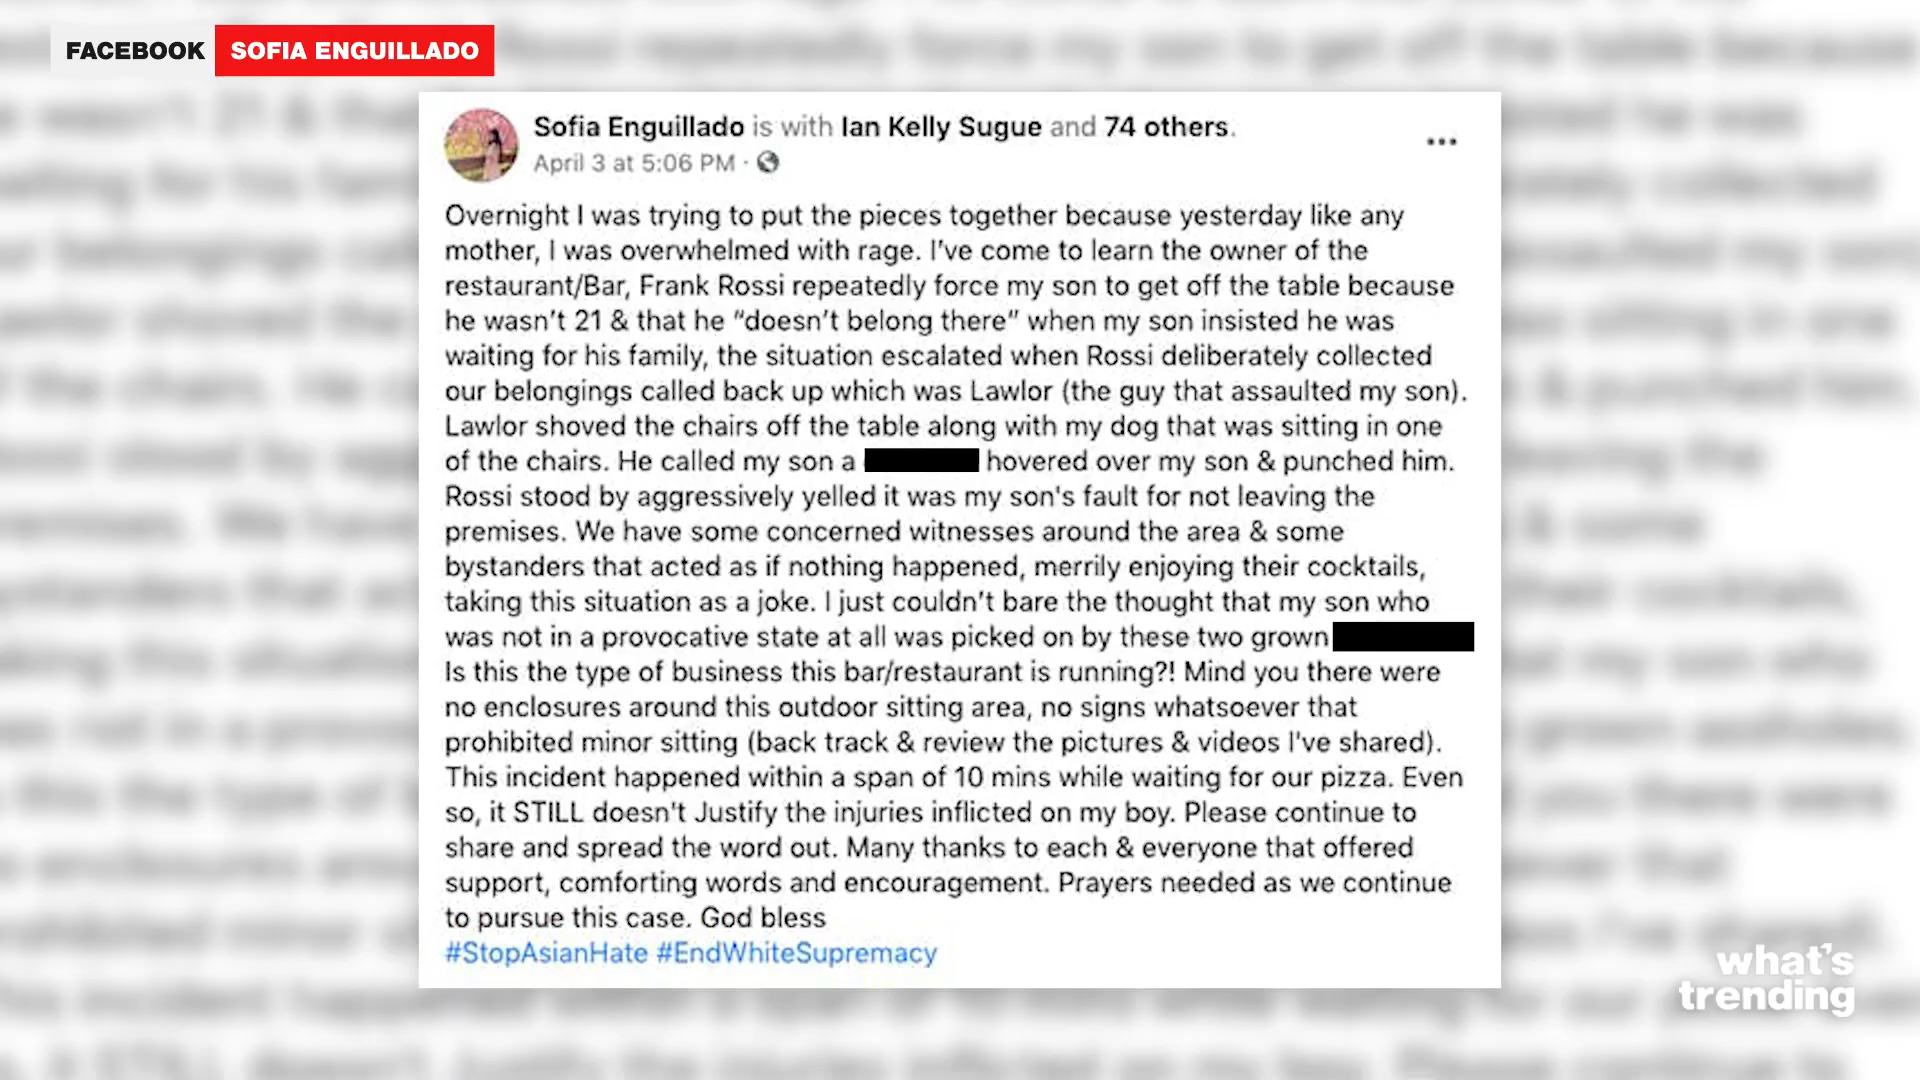 FACEBOOK SOFIA ENGUILLADO
Sofia Enguillado is with Ian Kelly Sugue and 74 others.
April 3 at 5:06 PM ·
Overnight I was trying to put the pieces together because yesterday like any
mother, I was overwhelmed with rage. I've come to learn the owner of the
restaurant/Bar, Frank Rossi repeatedly force my son to get off the table because
he wasn't 21 & that he “doesn't belong there” when my son insisted he was
waiting for his family, the situation escalated when Rossi deliberately collected
our belongings called back up which was Lawlor (the guy that assaulted my son).
Lawlor shoved the chairs off the table along with my dog that was sitting in one
of the chairs. He called my son a hovered over my son & punched him.
Rossi stood by aggressively yelled it was my son's fault for not leaving the
premises. We have some concerned witnesses around the area & some
bystanders that acted as if nothing happened, merrily enjoying their cocktails,
taking this situation as a joke. I just couldn't bare the thought that my son who
was not in a provocative state at all was picked on by these two grown
Is this the type of business this bar/restaurant is running?! Mind you there were
no enclosures around this outdoor sitting area, no signs whatsoever that
prohibited minor sitting (back track & review the pictures & videos I've shared).
This incident happened within a span of 10 mins while waiting for our pizza. Even
so, it STILL doesn't Justify the injuries inflicted on my boy. Please continue to
share and spread the word out. Many thanks to each & everyone that offered
support, comforting words and encouragement. Prayers needed as we continue
to pursue this case. God bless
#StopAsianHate #EndWhiteSupremacy
what's
trending